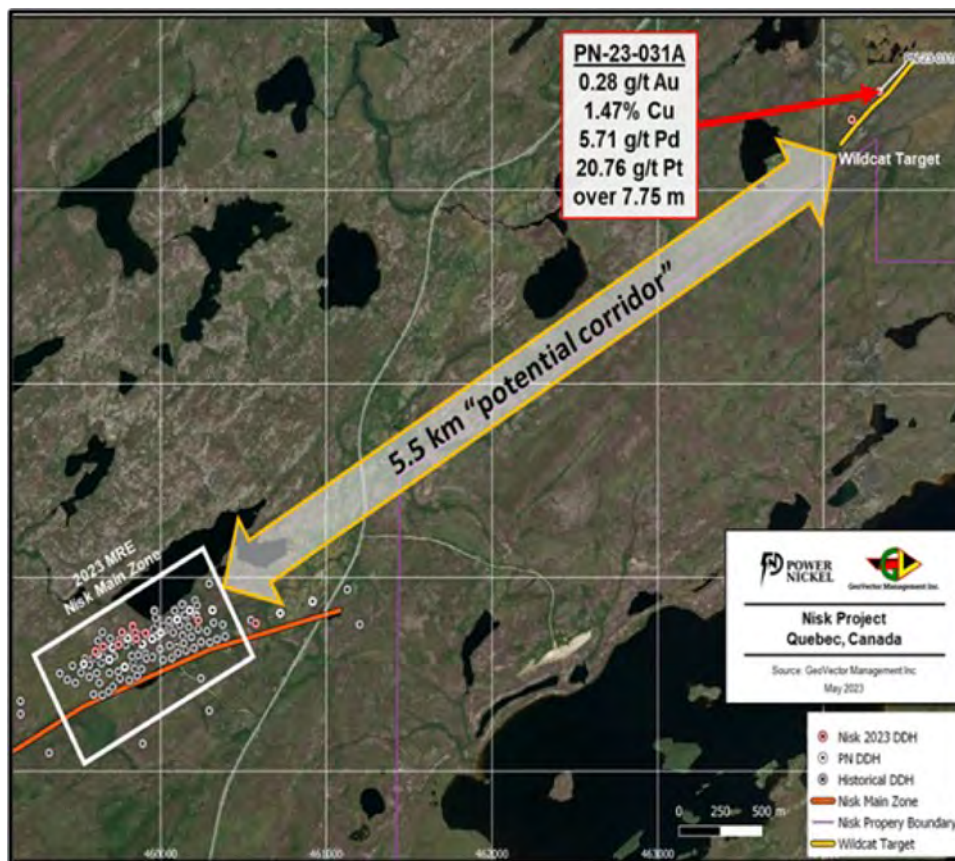 PN-23-031A
0.28 g/t Au
1.47% Cu
5.71 g/t Pd
20.76 g/t Pt
over 7.75 m
PN-23-031
Wildcat Target
5.5 km “potential corridor”
2023 MRE
Nisk Main Zone
POWER
NICKEL
GeoVector Management Inc.
Nisk Project
Quebec, Canada
Source: GeoVector Management Inc
May 2023
Nisk 2023 DDH
PN DDH
Historical DDH
Nisk Main Zone
Nisk Propery Boundary
Wildcat Target
0 250 500 m
460000 461000 462000 463000